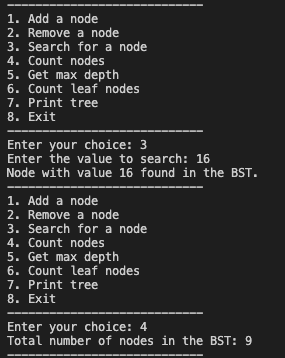 ----------------------------
1. Add a node
2. Remove a node
3. Search for a node
4. Count nodes
5. Get max depth
6. Count leaf nodes
7. Print tree
8. Exit
----------------------------
Enter your choice: 3
Enter the value to search: 16
Node with value 16 found in the BST.
----------------------------
1. Add a node
2. Remove a node
3. Search for a node
4. Count nodes
5. Get max depth
6. Count leaf nodes
7. Print tree
8. Exit
----------------------------
Enter your choice: 4
Total number of nodes in the BST: 9
----------------------------